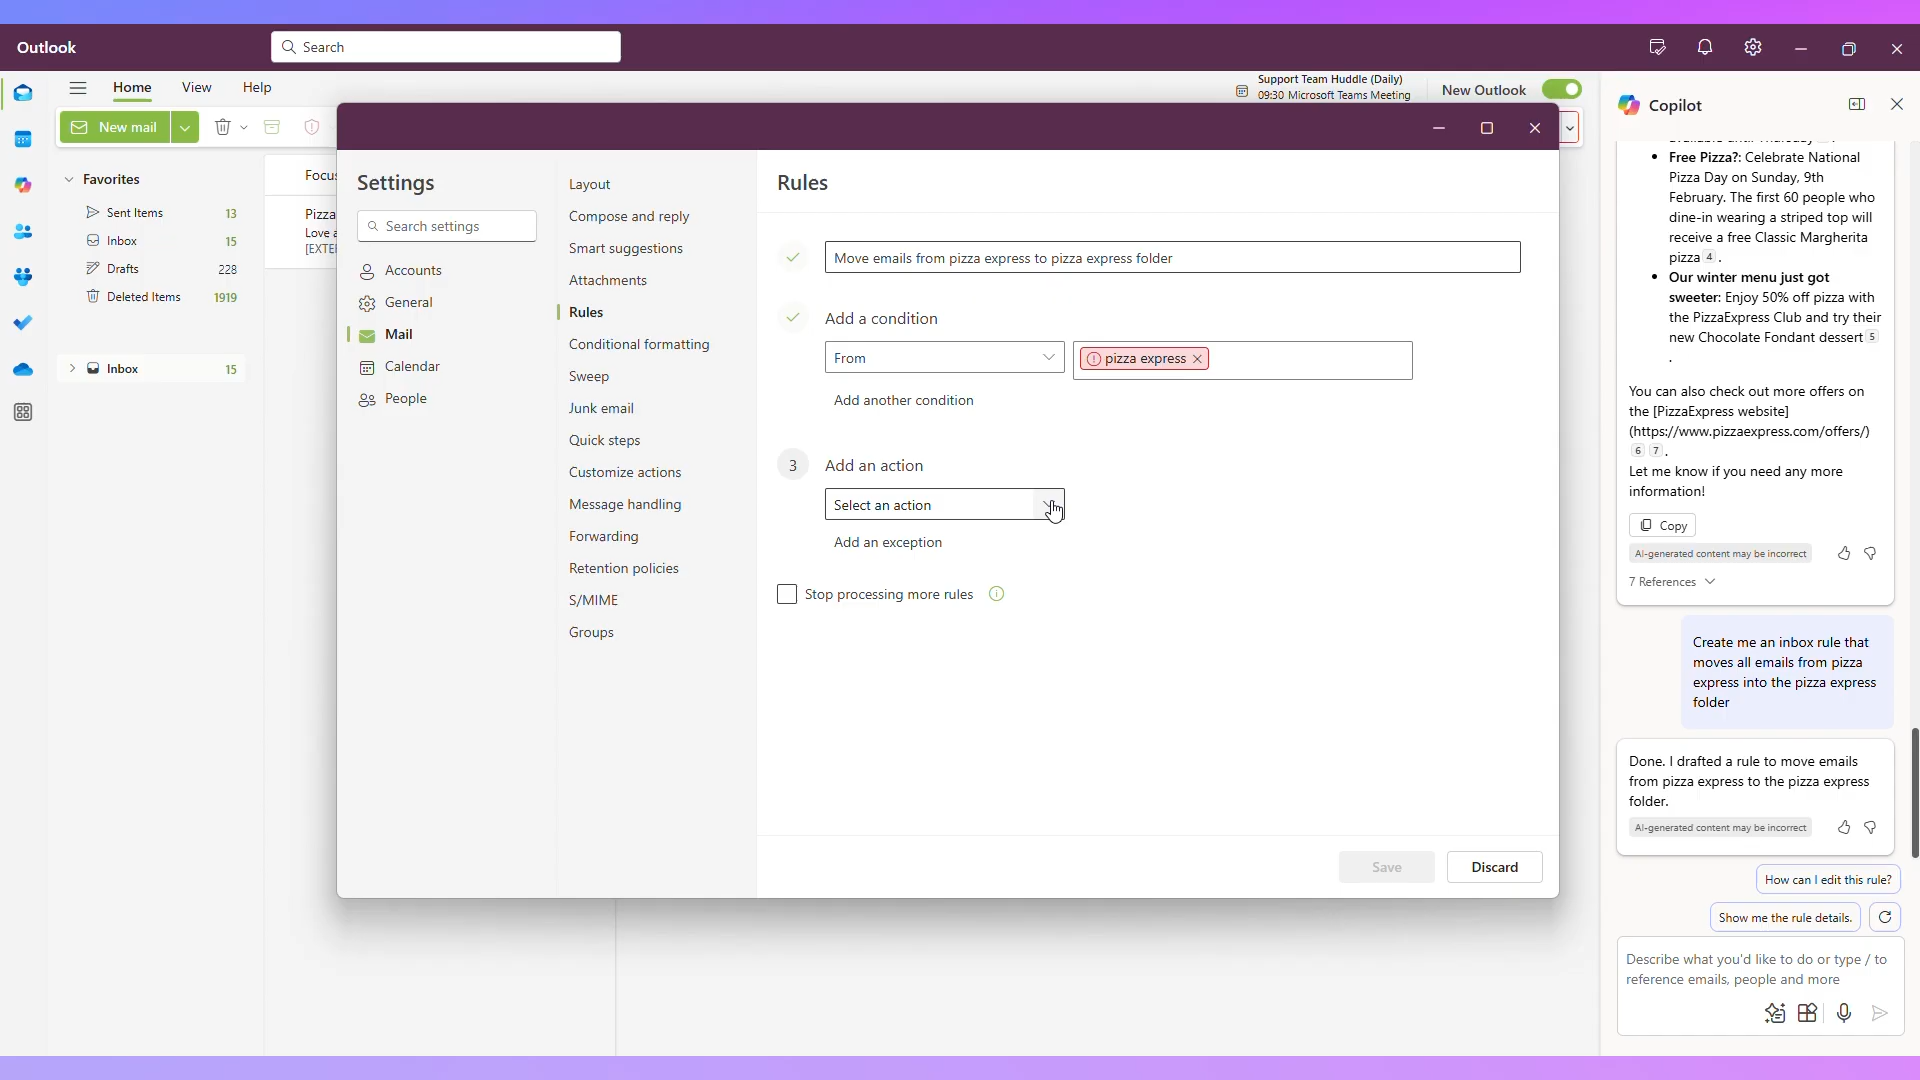 Outlook
Search
Home
View
Help
Support Team Huddle (Daily)
09:30 Microsoft Teams Meeting
New Outlook
New mail
Favorites
Sent Items 13
Inbox 15
Drafts 228
Deleted Items 1919
Inbox 15
Focu
Pizza
Love a
[EXTE
Settings
Search settings
Accounts
General
Mail
Calendar
People
Layout
Compose and reply
Smart suggestions
Attachments
Rules
Conditional formatting
Sweep
Junk email
Quick steps
Customize actions
Message handling
Forwarding
Retention policies
S/MIME
Groups
Rules
Move emails from pizza express to pizza express folder
Add a condition
From
pizza express
Add another condition
3 Add an action
Select an action
Add an exception
Stop processing more rules
Save
Discard
Copilot
Free Pizza?: Celebrate National
Pizza Day on Sunday, 9th
February. The first 60 people who
dine-in wearing a striped top will
receive a free Classic Margherita
pizza 4 .
Our winter menu just got
sweeter: Enjoy 50% off pizza with
the PizzaExpress Club and try their
new Chocolate Fondant dessert 5
.
You can also check out more offers on
the [PizzaExpress website]
(https://www.pizzaexpress.com/offers/)
6 7 .
Let me know if you need any more
information!
Copy
AI-generated content may be incorrect
7 References
Create me an inbox rule that
moves all emails from pizza
express into the pizza express
folder
Done. I drafted a rule to move emails
from pizza express to the pizza express
folder.
AI-generated content may be incorrect
How can I edit this rule?
Show me the rule details.
Describe what you'd like to do or type / to
reference emails, people and more